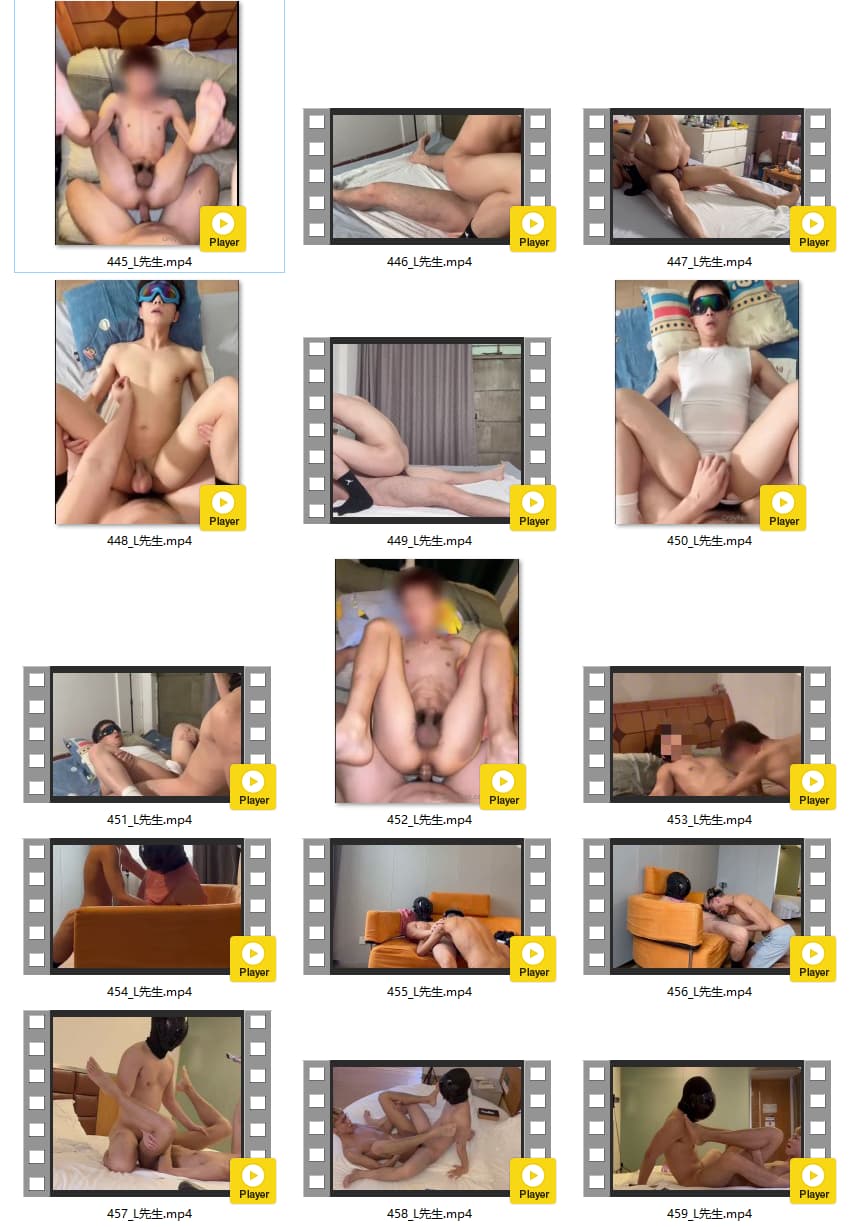 Player
445_L先生.mp4
Player
446_L先生.mp4
Player
447_L先生.mp4
Player
448_L先生.mp4
Player
449_L先生.mp4
Player
450_L先生.mp4
Player
451_L先生.mp4
Player
452_L先生.mp4
Player
453_L先生.mp4
Player
454_L先生.mp4
Player
455_L先生.mp4
Player
456_L先生.mp4
Player
457_L先生.mp4
Player
458_L先生.mp4
Player
459_L先生.mp4